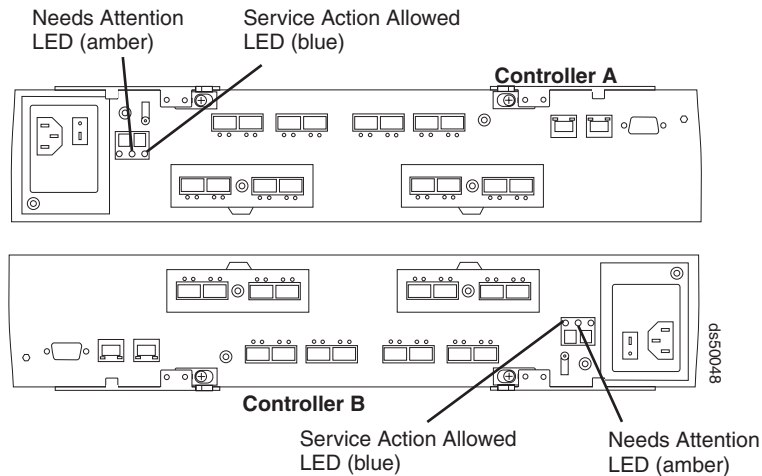 Needs Attention
LED (amber)
Service Action Allowed
LED (blue)
Controller A
Controller B
Service Action Allowed
LED (blue)
Needs Attention
LED (amber)
ds50048